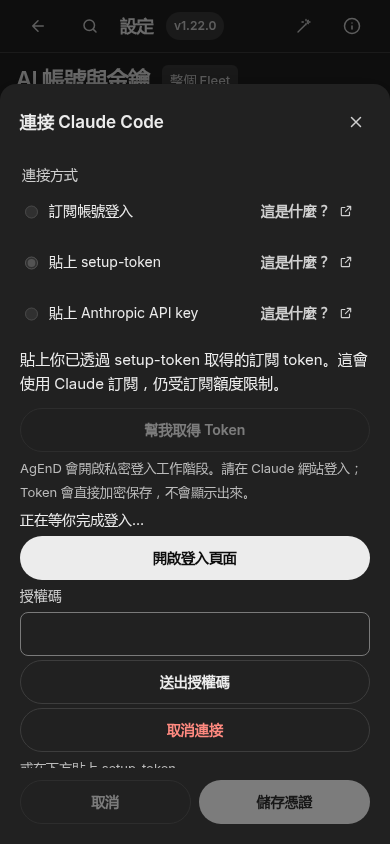 設定 v1.22.0
AI 帳號與金鑰 整個 Fleet
連接 Claude Code
連接方式
訂閱帳號登入 這是什麼？
貼上 setup-token 這是什麼？
貼上 Anthropic API key 這是什麼？
貼上你已透過 setup-token 取得的訂閱 token。這會
使用 Claude 訂閱，仍受訂閱額度限制。
幫我取得 Token
AgEnD 會開啟私密登入工作階段。請在 Claude 網站登入；
Token 會直接加密保存，不會顯示出來。
正在等你完成登入...
開啟登入頁面
授權碼
送出授權碼
取消連接
或在下方貼上 setup-token
取消 儲存憑證